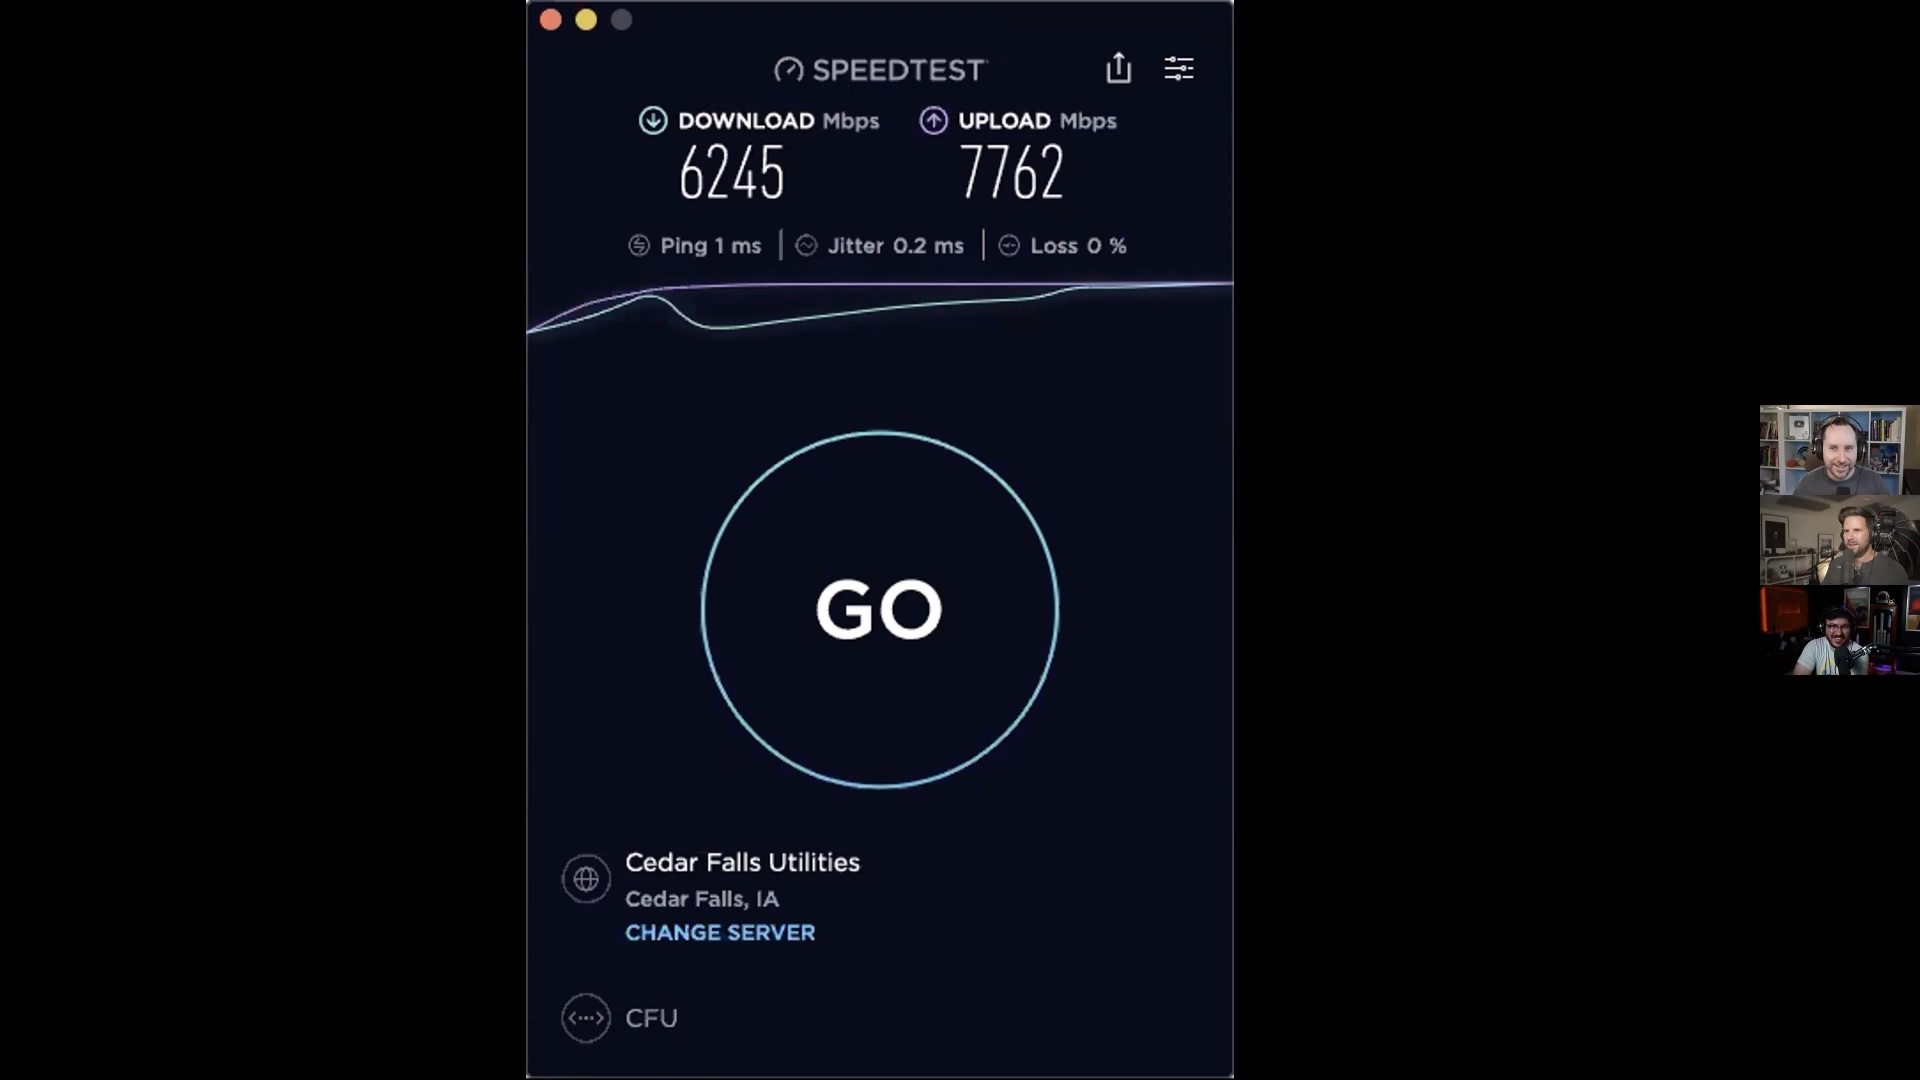 SPEEDTEST
DOWNLOAD Mbps
6245
UPLOAD Mbps
7762
Ping 1 ms
Jitter 0.2 ms
Loss 0 %
GO
Cedar Falls Utilities
Cedar Falls, IA
CHANGE SERVER
CFU